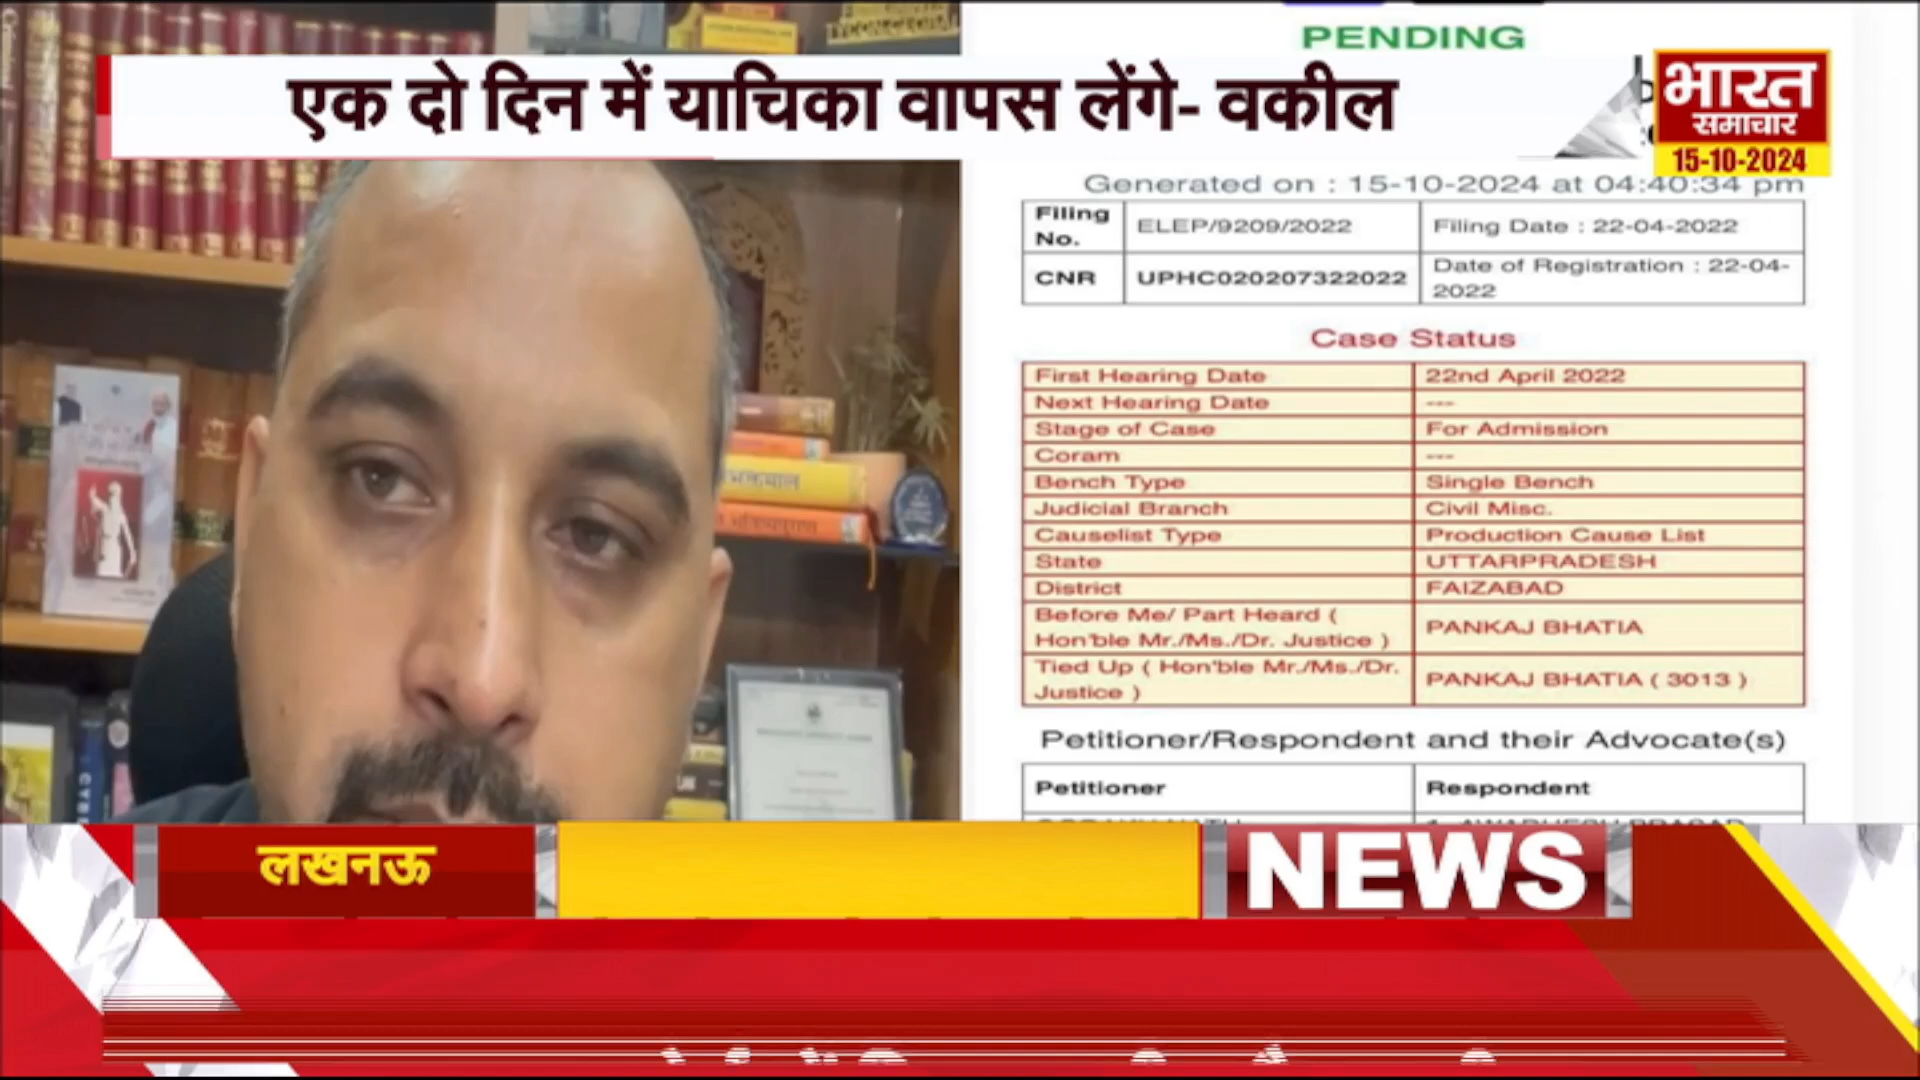 PENDING
एक दो दिन में याचिका वापस लेंगे- वकील
भारत
समाचार
15-10-2024
Generated on : 15-10-2024 at 04:40:34 pm
Filing No. ELEP/9209/2022 Filing Date : 22-04-2022
CNR UPHC020207322022 Date of Registration : 22-04-2022
Case Status
First Hearing Date 22nd April 2022
Next Hearing Date ---
Stage of Case For Admission
Coram ---
Bench Type Single Bench
Judicial Branch Civil Misc.
Causelist Type Production Cause List
State UTTARPRADESH
District FAIZABAD
Before Me/ Part Heard (
Hon'ble Mr./Ms./Dr. Justice ) PANKAJ BHATIA
Tied Up ( Hon'ble Mr./Ms./Dr.
Justice ) PANKAJ BHATIA ( 3013 )
Petitioner/Respondent and their Advocate(s)
Petitioner Respondent
लखनऊ
NEWS